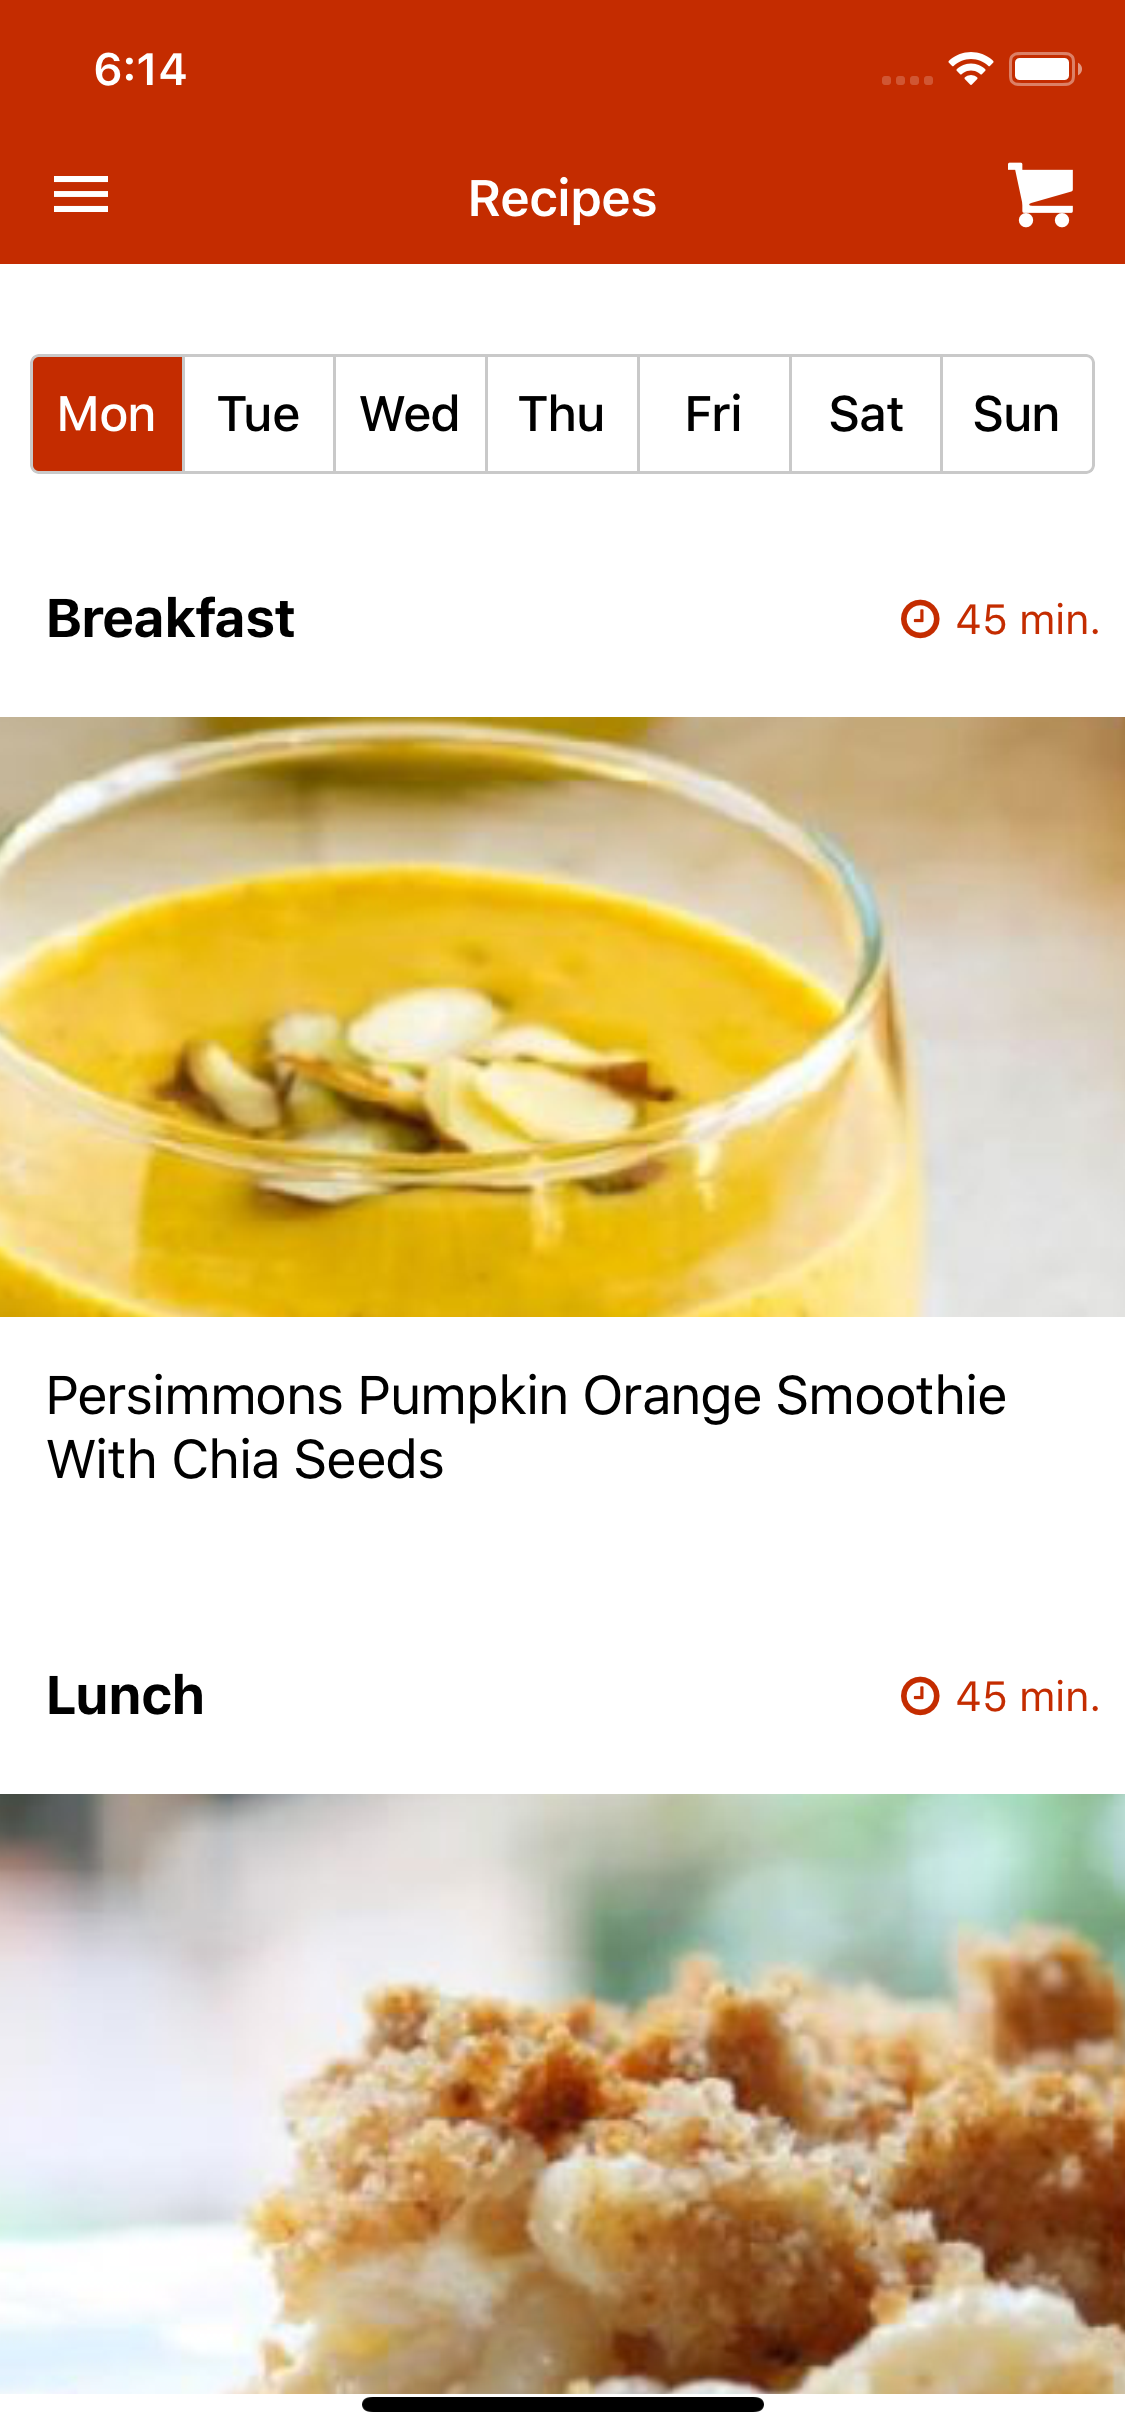 6:14
Recipes
Mon Tue Wed Thu Fri Sat Sun
Breakfast 45 min.
Persimmons Pumpkin Orange Smoothie
With Chia Seeds
Lunch 45 min.